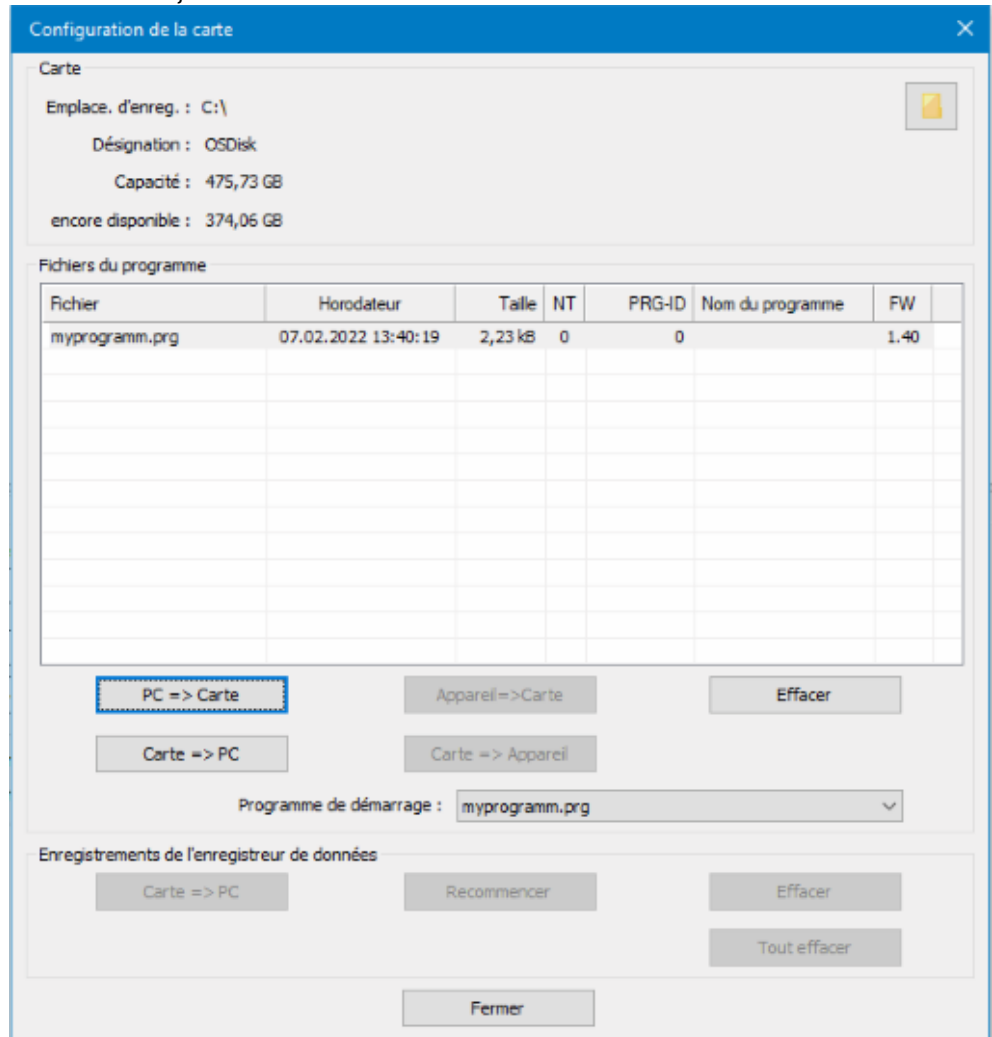 Configuration de la carte
Carte
Emplace. d'enreg. : C:\
Désignation : OSDisk
Capacité : 475,73 GB
encore disponible : 374,06 GB
Fichiers du programme
Fichier Horodateur Taille NT PRG-ID Nom du programme FW
myprogramm.prg 07.02.2022 13:40:19 2,23 kB 0 0 1.40
PC => Carte Appareil=>Carte Effacer
Carte => PC Carte => Appareil
Programme de démarrage : myprogramm.prg
Enregistrements de l'enregistreur de données
Carte => PC Recommencer Effacer
Tout effacer
Fermer